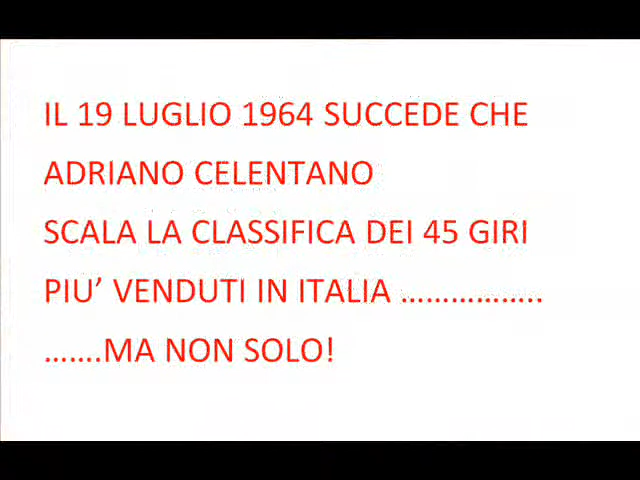 IL 19 LUGLIO 1964 SUCCEDE CHE
ADRIANO CELENTANO
SCALA LA CLASSIFICA DEI 45 GIRI
PIU’ VENDUTI IN ITALIA ……………..
…….MA NON SOLO!